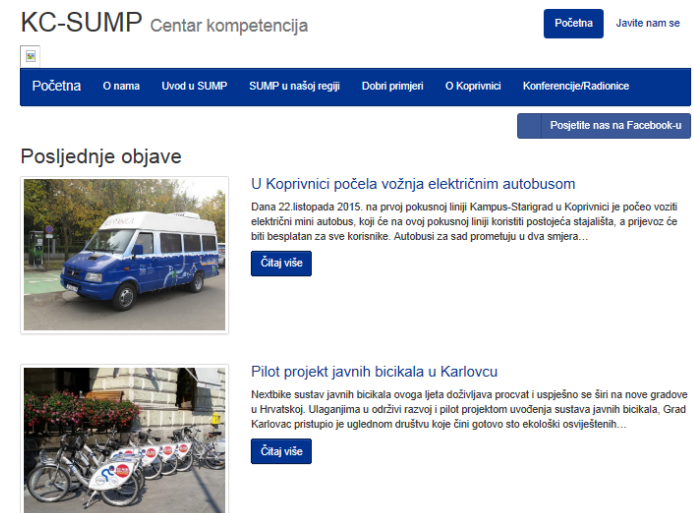 KC-SUMP Centar kompetencija
Početna Javite nam se
Početna O nama Uvod u SUMP SUMP u našoj regiji Dobri primjeri O Koprivnici Konferencije/Radionice
Posjetite nas na Facebook-u
Posljednje objave
U Koprivnici počela vožnja električnim autobusom
Dana 22.listopada 2015. na prvoj pokusnoj liniji Kampus-Starigrad u Koprivnici je počeo voziti
električni mini autobus, koji će na ovoj pokusnoj liniji koristiti postojeća stajališta, a prijevoz će
biti besplatan za sve korisnike. Autobusi za sad prometuju u dva smjera…
Čitaj više
Pilot projekt javnih bicikala u Karlovcu
Nextbike sustav javnih bicikala ovoga ljeta doživljava procvat i uspješno se širi na nove gradove
u Hrvatskoj. Ulaganjima u održivi razvoj i pilot projektom uvođenja sustava javnih bicikala, Grad
Karlovac pristupio je uglednom društvu koje čini gotovo sto ekološki osviještenih…
Čitaj više